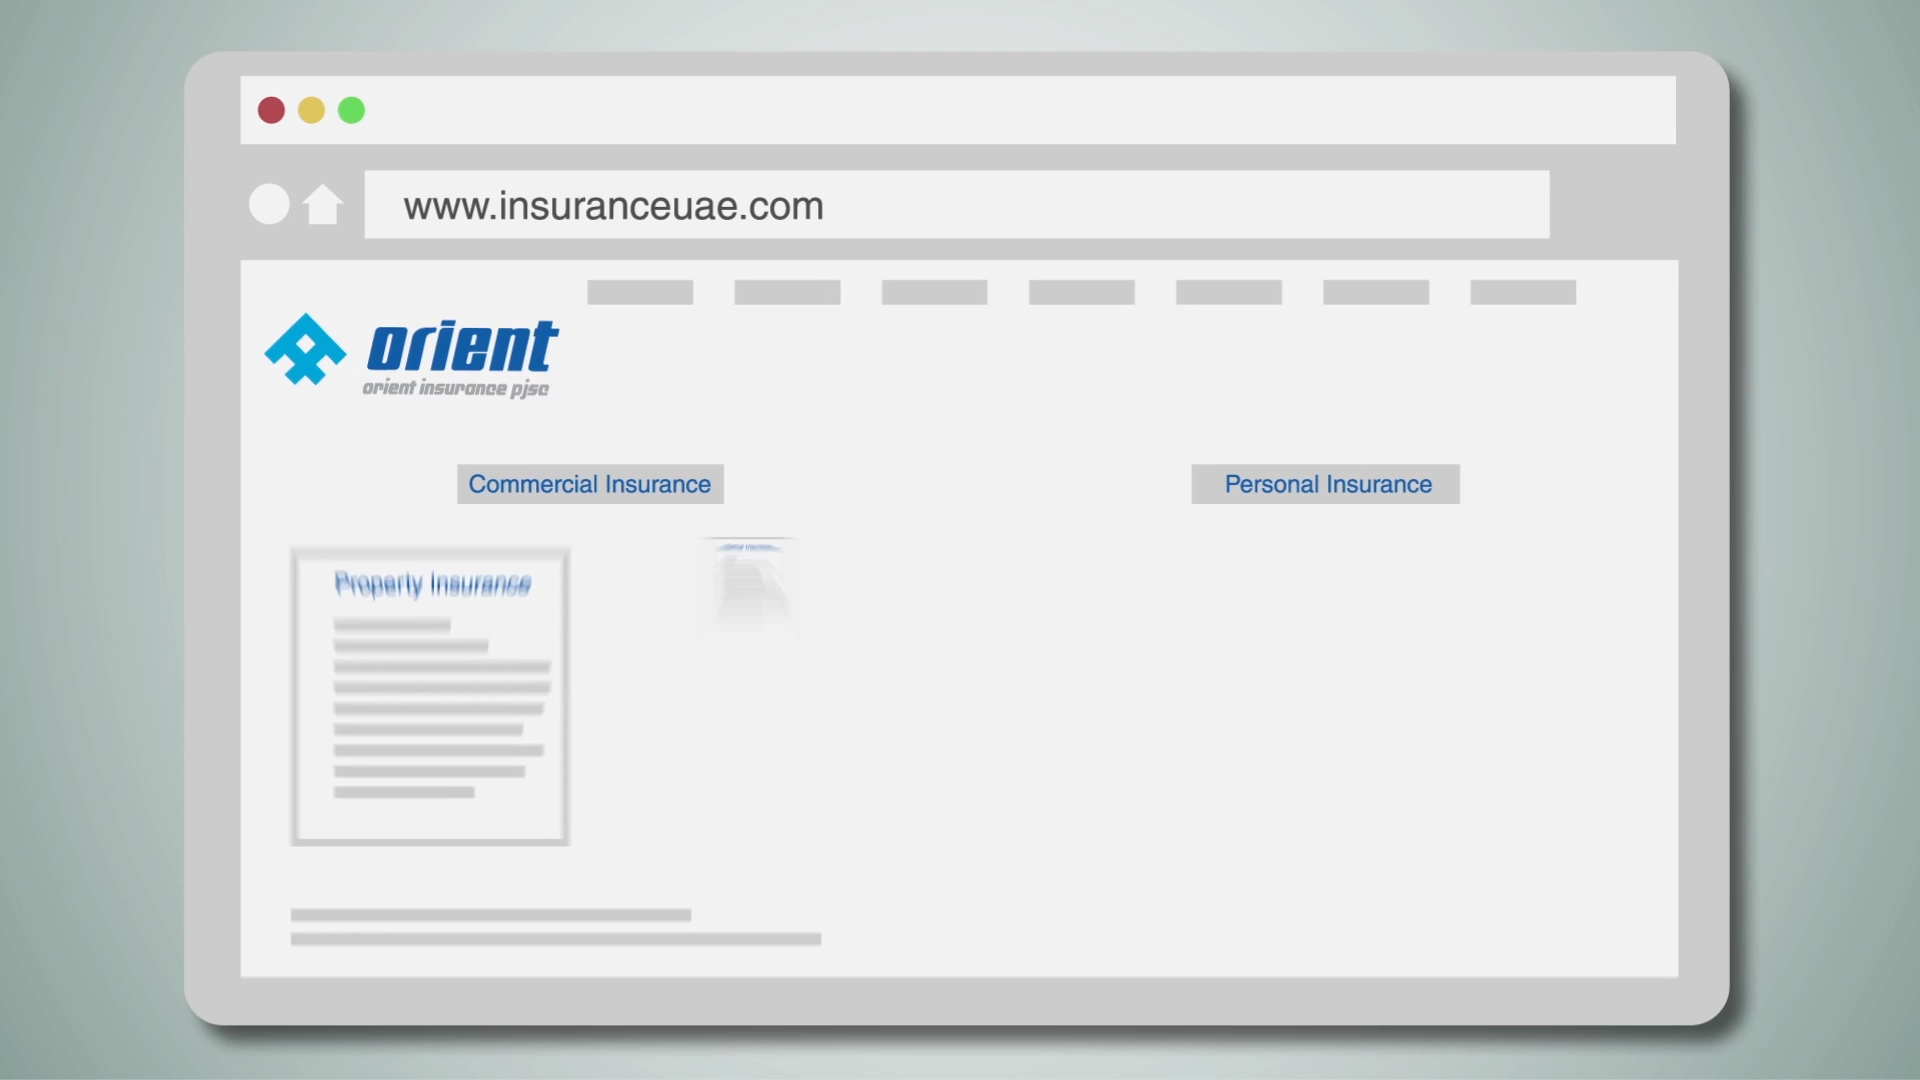 www.insuranceuae.com
orient
orient insurance pjsc
Commercial Insurance
Personal Insurance
Property Insurance